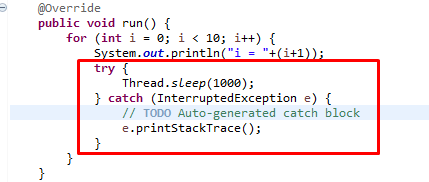 @Override
public void run() {
for (int i = 0; i < 10; i++) {
System.out.println("i = "+(i+1));
try {
Thread.sleep(1000);
} catch (InterruptedException e) {
// TODO Auto-generated catch block
e.printStackTrace();
}
}
}